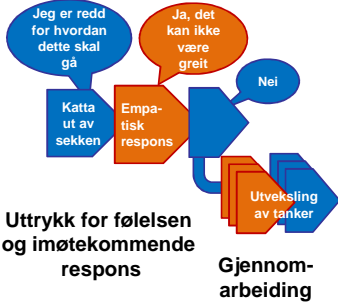 Jeg er redd
for hvordan
dette skal
gå
Ja, det
kan ikke
være
greit
Nei
Katta
ut av
sekken
Empa-
tisk
respons
Utveksling
av tanker
Uttrykk for følelsen
og imøtekommende
respons
Gjennom-
arbeiding